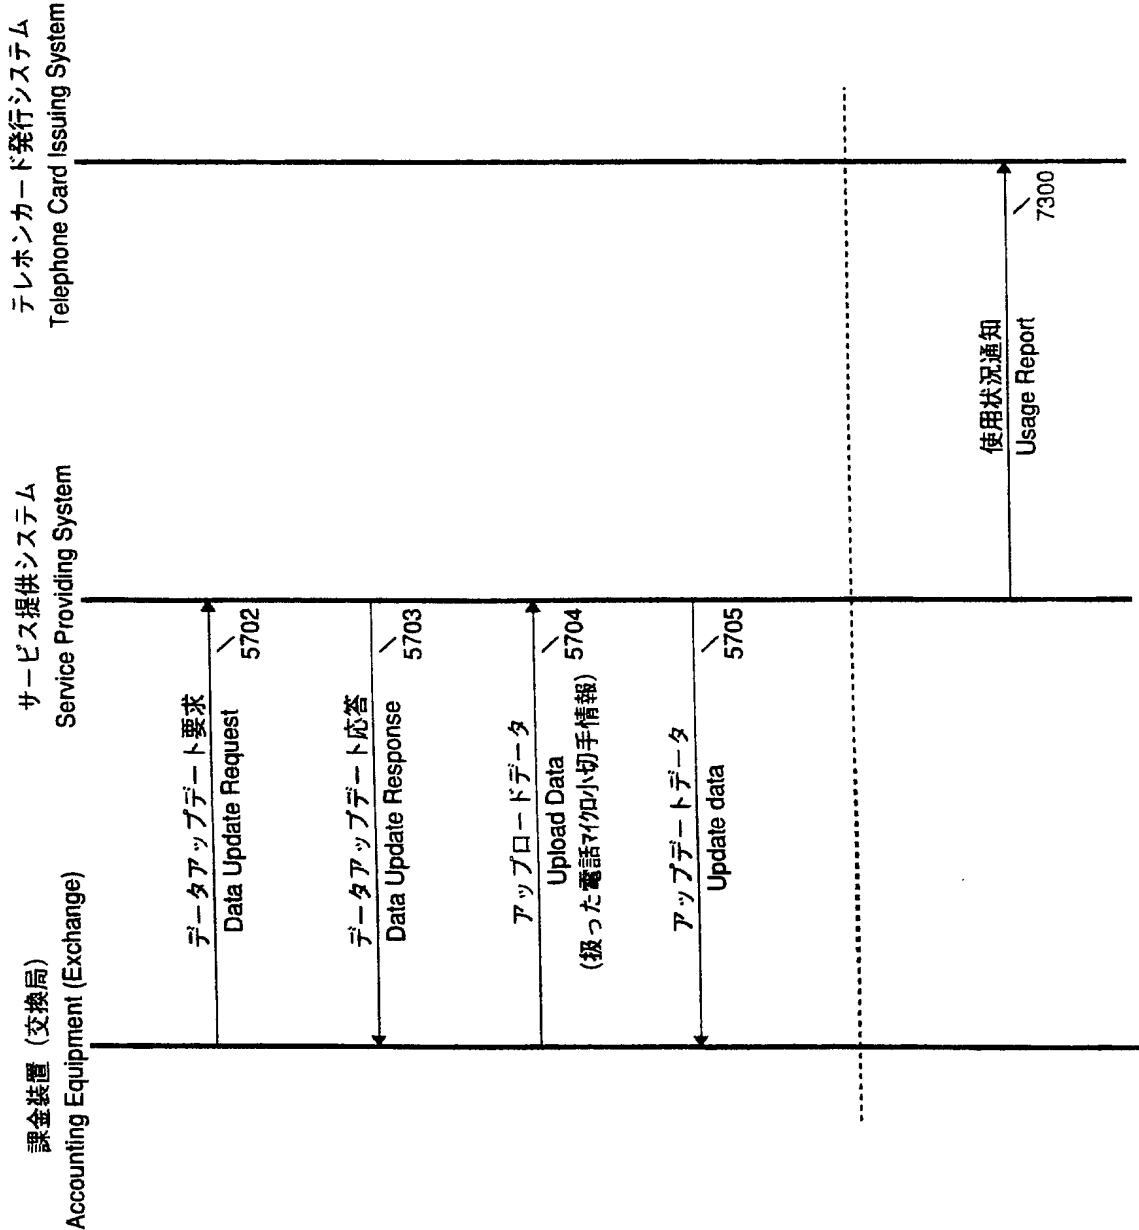 課金装置（交換局）
Accounting Equipment (Exchange)
サービス提供システム
Service Providing System
テレホンカード発行システム
Telephone Card Issuing System
データアップデート要求
Data Update Request
5702
データアップデート応答
Data Update Response
5703
アップロードデータ
Upload Data
(扱った電話マイクロ小切手情報)
5704
アップデートデータ
Update data
5705
使用状況通知
Usage Report
7300